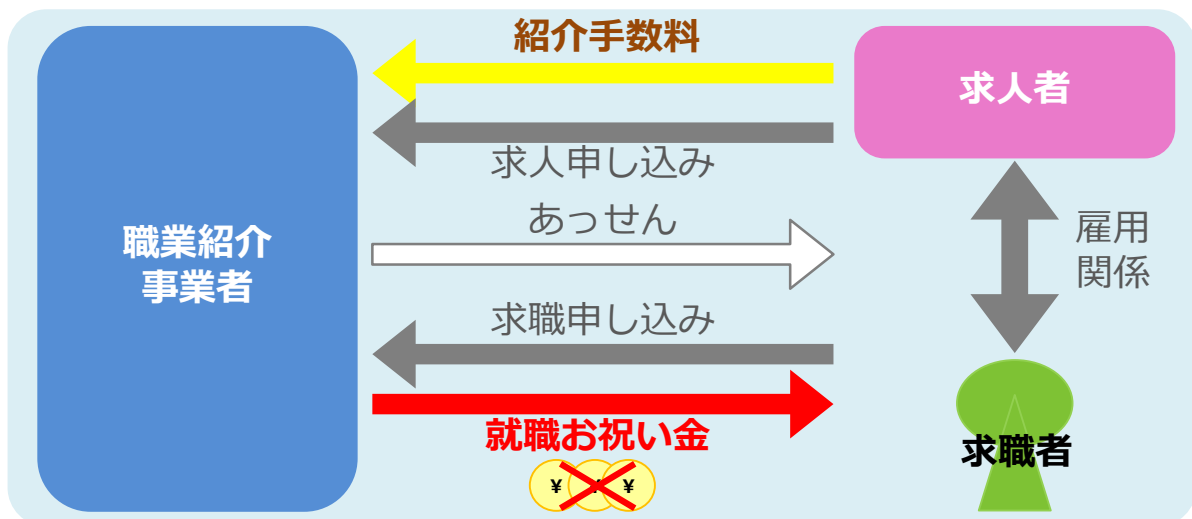 紹介手数料
求人者
求人申し込み
あっせん
職業紹介
事業者
雇用
関係
求職申し込み
就職お祝い金
求職者
¥ ¥ ¥